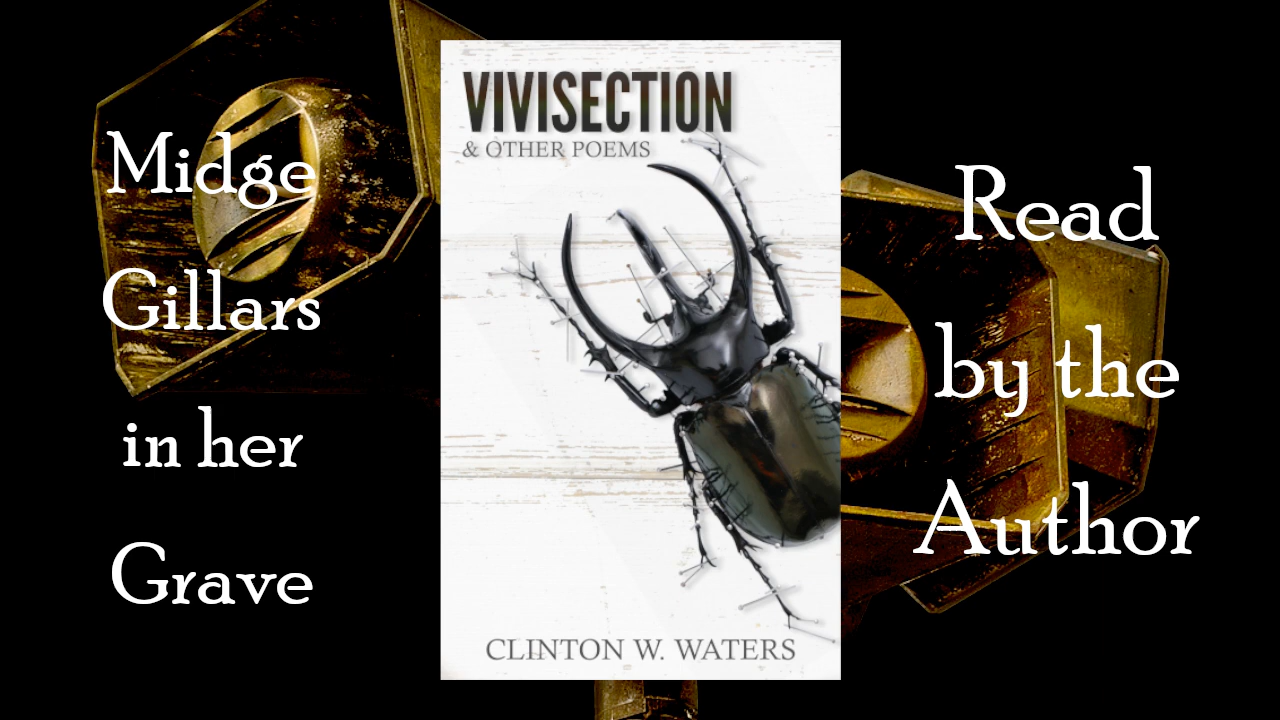 Midge
Gillars
in her
Grave
VIVISECTION
& OTHER POEMS
CLINTON W. WATERS
Read
by the
Author